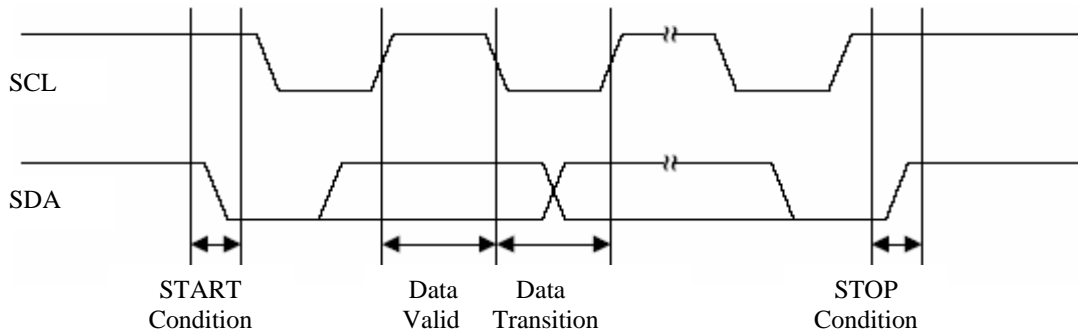 SCL
SDA
START
Condition
Data
Valid
Data
Transition
STOP
Condition